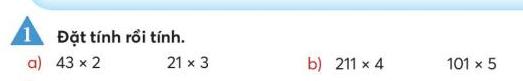 1 Đặt tính rồi tính.
a) 43 × 2 21 × 3 b) 211 × 4 101 × 5